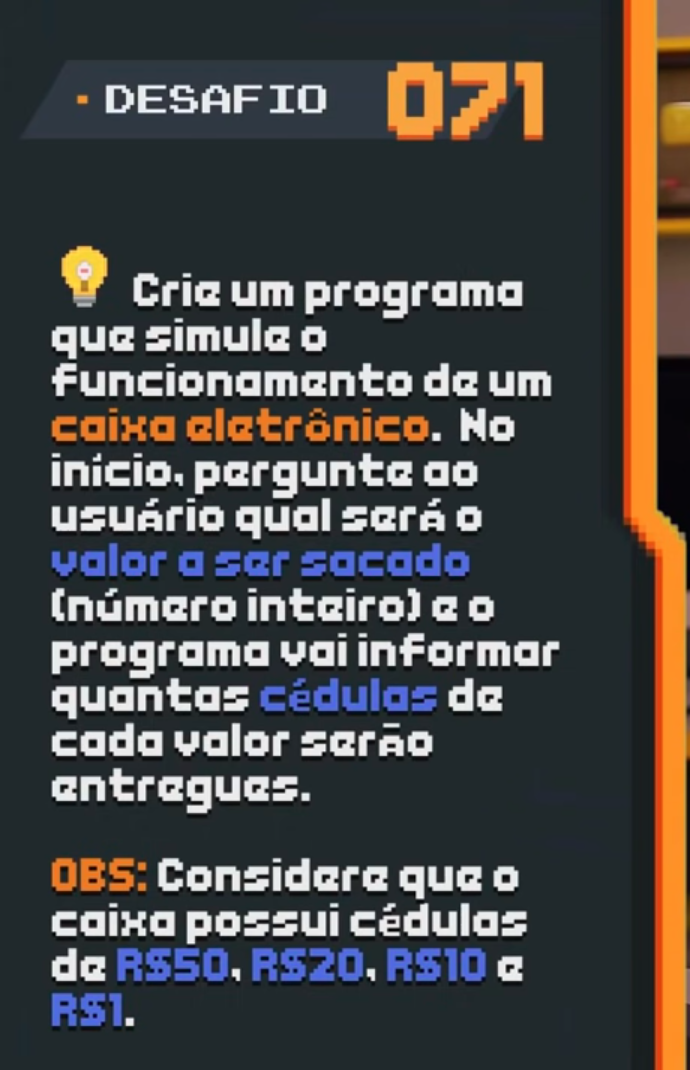 DESAFIO 071
Crie um programa
que simule o
funcionamento de um
caixa eletrônico. No
início, pergunte ao
usuário qual será o
valor a ser sacado
(número inteiro) e o
programa vai informar
quantas cédulas de
cada valor serão
entregues.
OBS: Considere que o
caixa possui cédulas
de R$50, R$20, R$10 e
R$1.